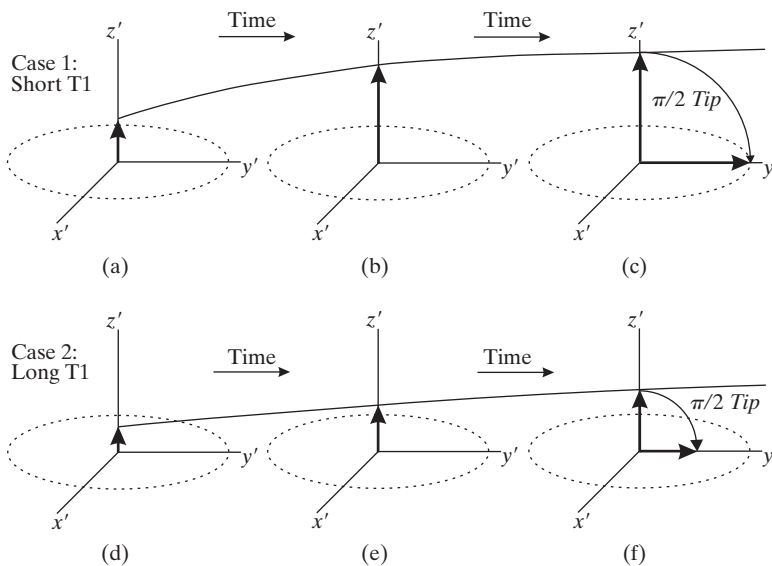 z′ Time z′ Time z′
Case 1:
Short T1
π/2 Tip
y′ y′ y′
x′ x′ x′
(a) (b) (c)
z′ z′ z′
Case 2:
Long T1
Time Time
π/2 Tip
y′ y′ y′
x′ x′ x′
(d) (e) (f)